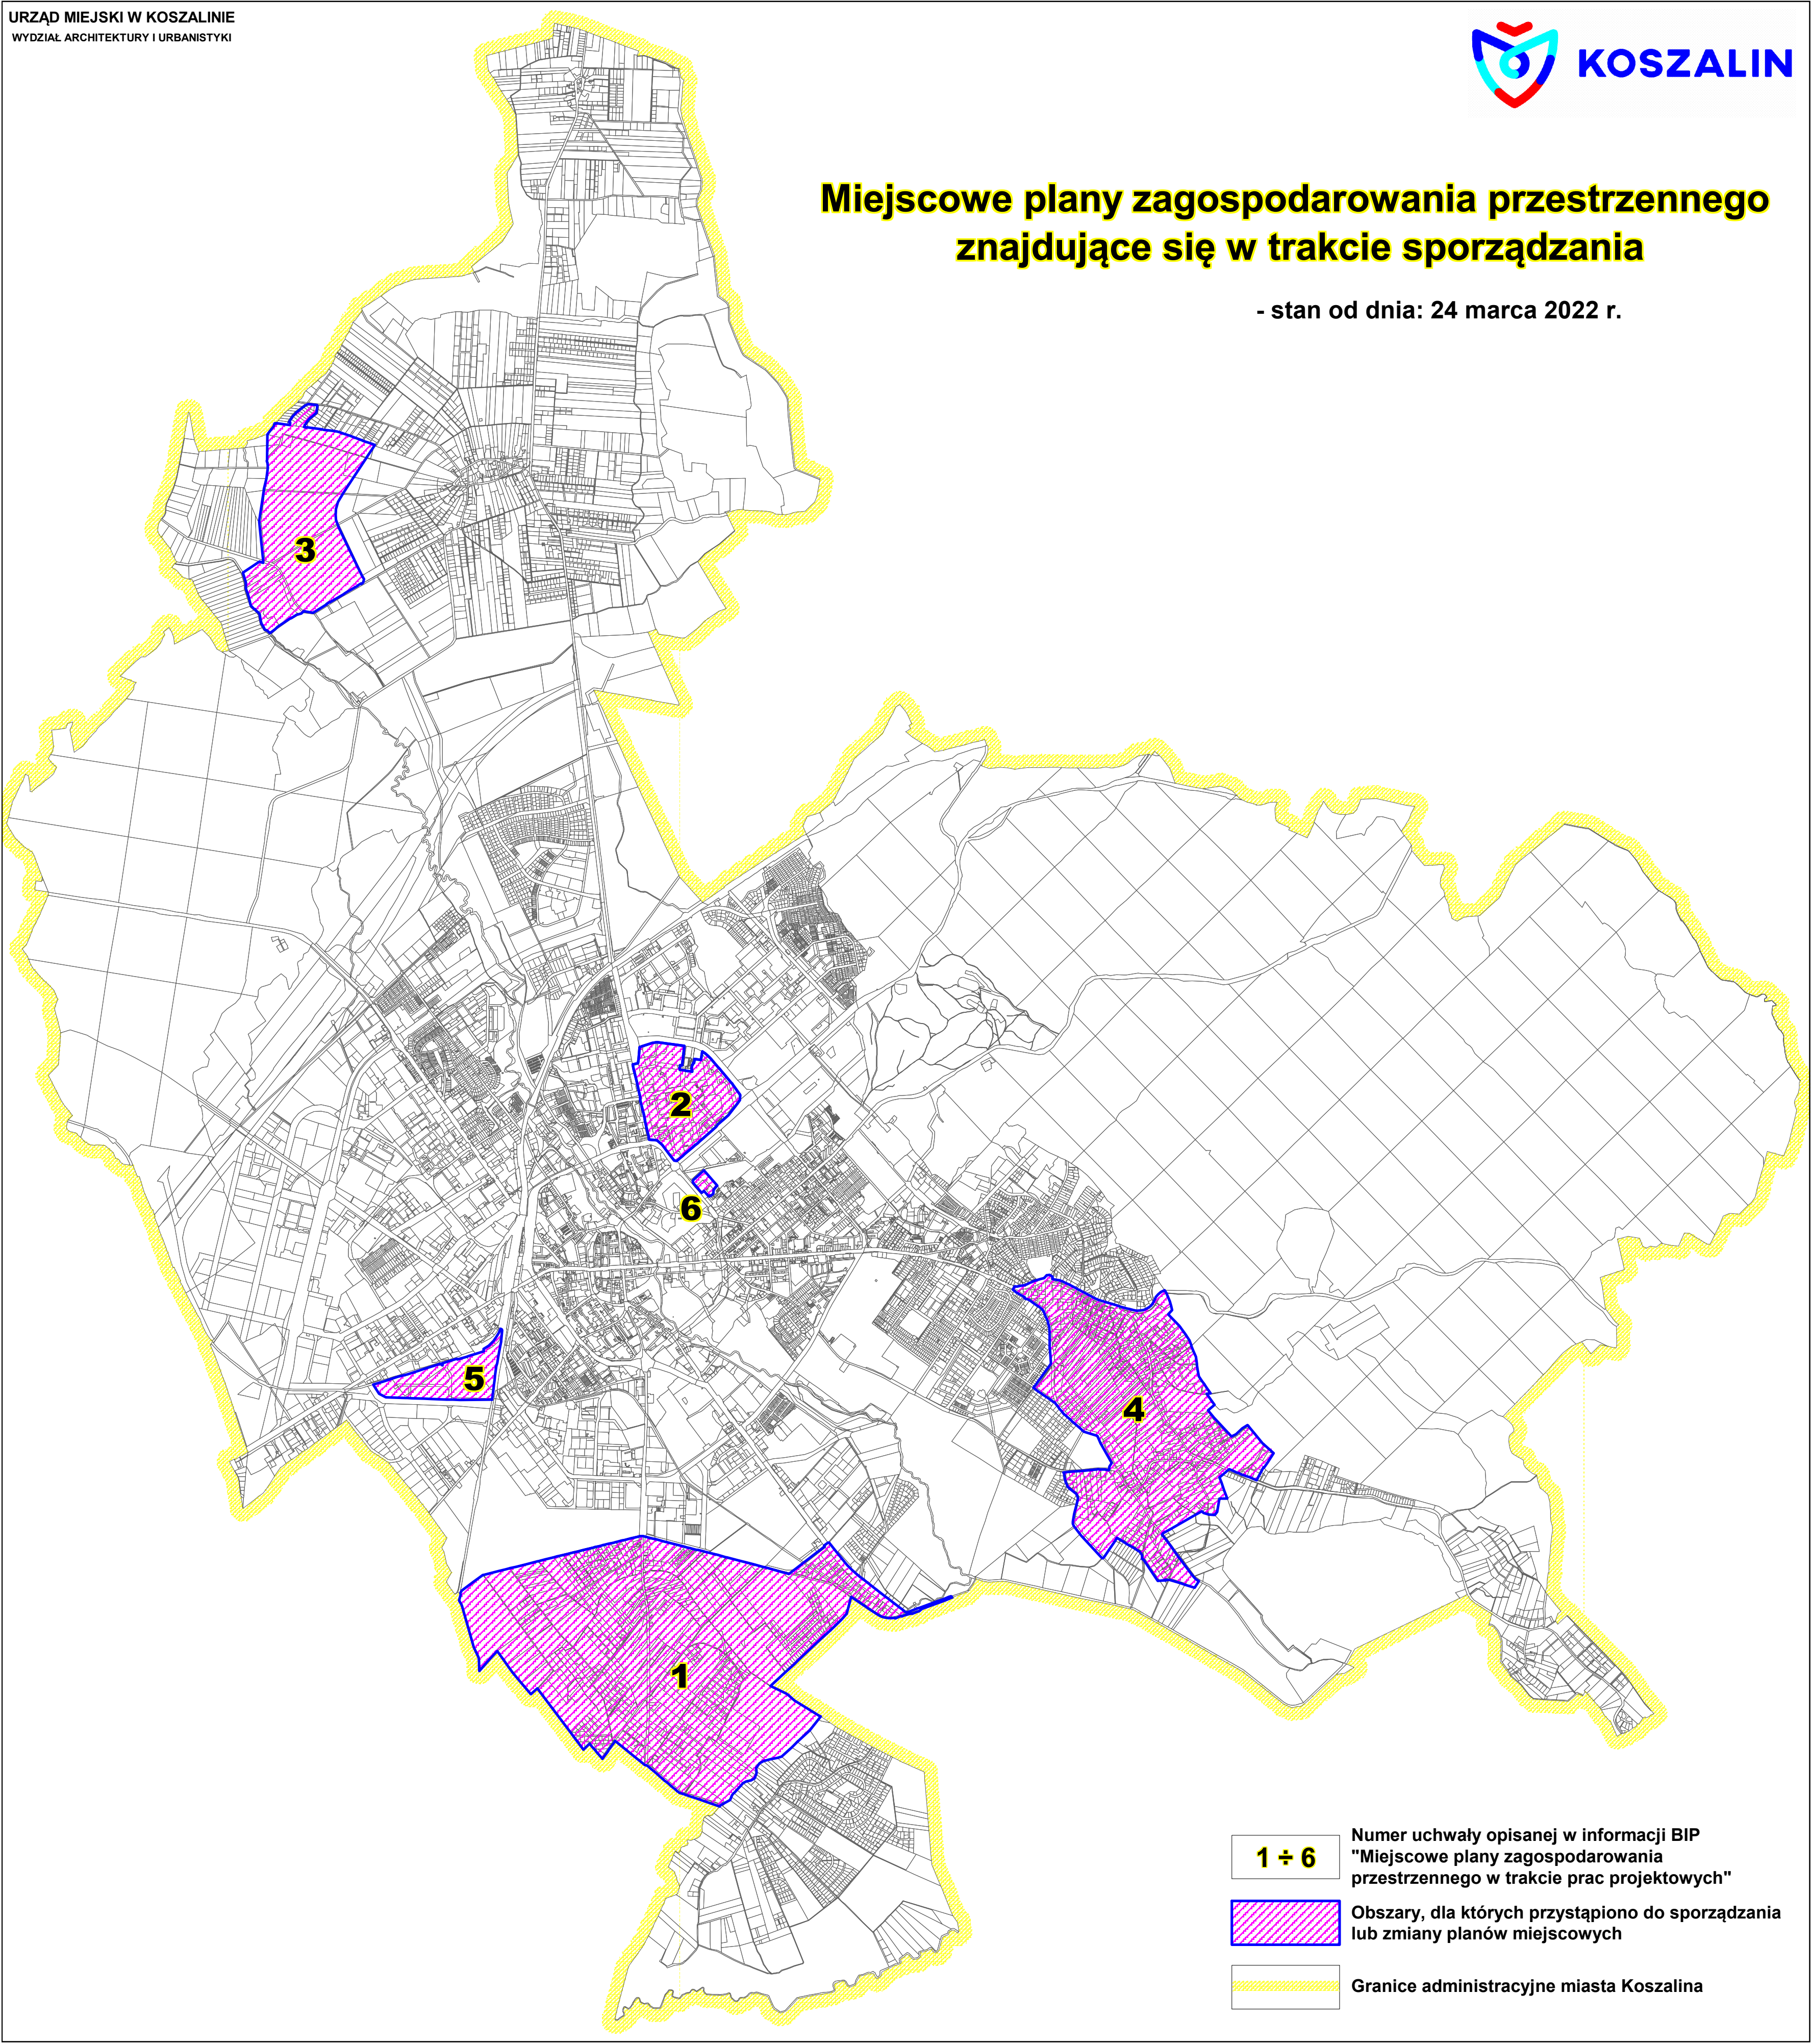 URZĄD MIEJSKI W KOSZALINIE
WYDZIAŁ ARCHITEKTURY I URBANISTYKI
KOSZALIN
Miejscowe plany zagospodarowania przestrzennego
znajdujące się w trakcie sporządzania
- stan od dnia: 24 marca 2022 r.
3
2
6
5
4
1
1 ÷ 6
Numer uchwały opisanej w informacji BIP
"Miejscowe plany zagospodarowania
przestrzennego w trakcie prac projektowych"
Obszary, dla których przystąpiono do sporządzania
lub zmiany planów miejscowych
Granice administracyjne miasta Koszalina